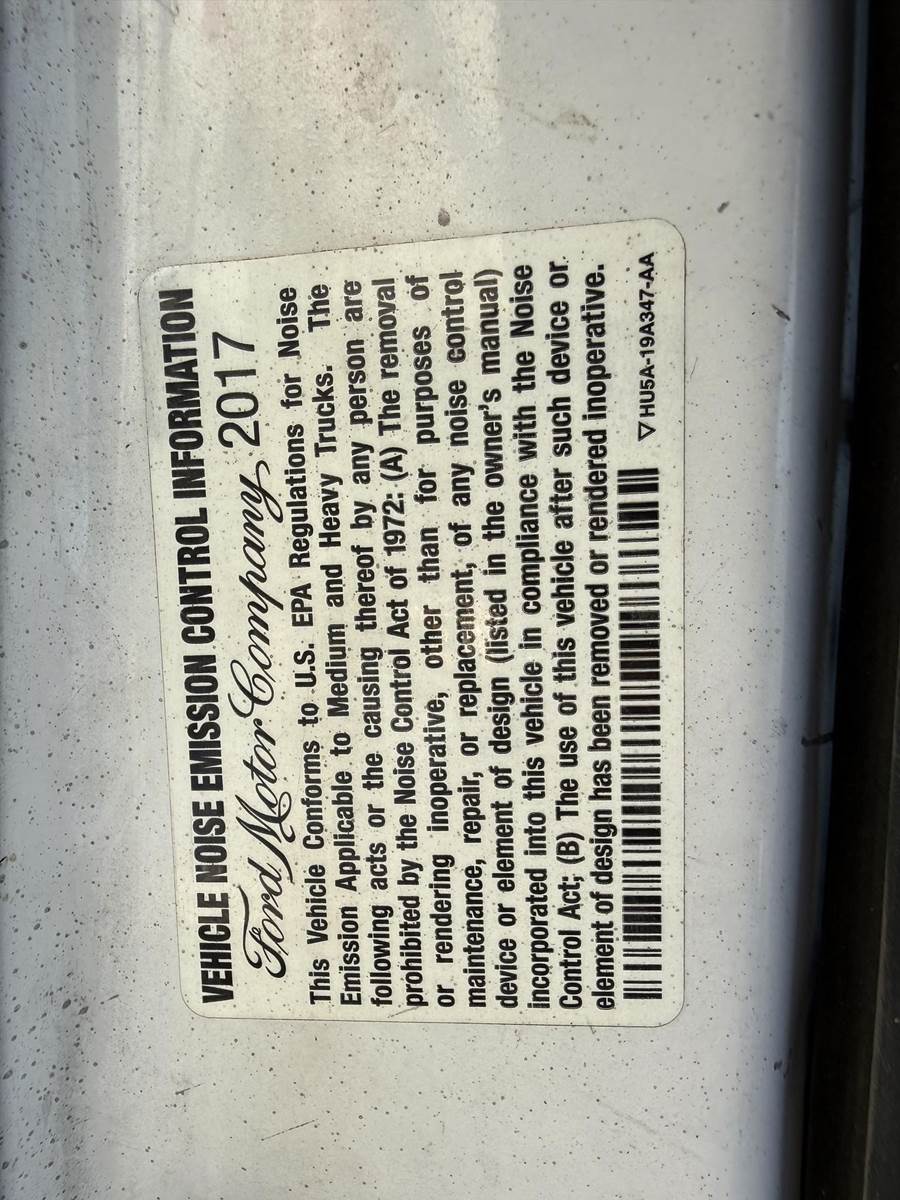 VEHICLE NOISE EMISSION CONTROL INFORMATION
Ford Motor Company 2017
This Vehicle Conforms to U.S. EPA Regulations for Noise
Emission Applicable to Medium and Heavy Trucks. The
following acts or the causing thereof by any person are
prohibited by the Noise Control Act of 1972: (A) The removal
or rendering inoperative, other than for purposes of
maintenance, repair, or replacement, of any noise control
device or element of design (listed in the owner's manual)
incorporated into this vehicle in compliance with the Noise
Control Act; (B) The use of this vehicle after such device or
element of design has been removed or rendered inoperative.
▽HU5A-19A347-AA